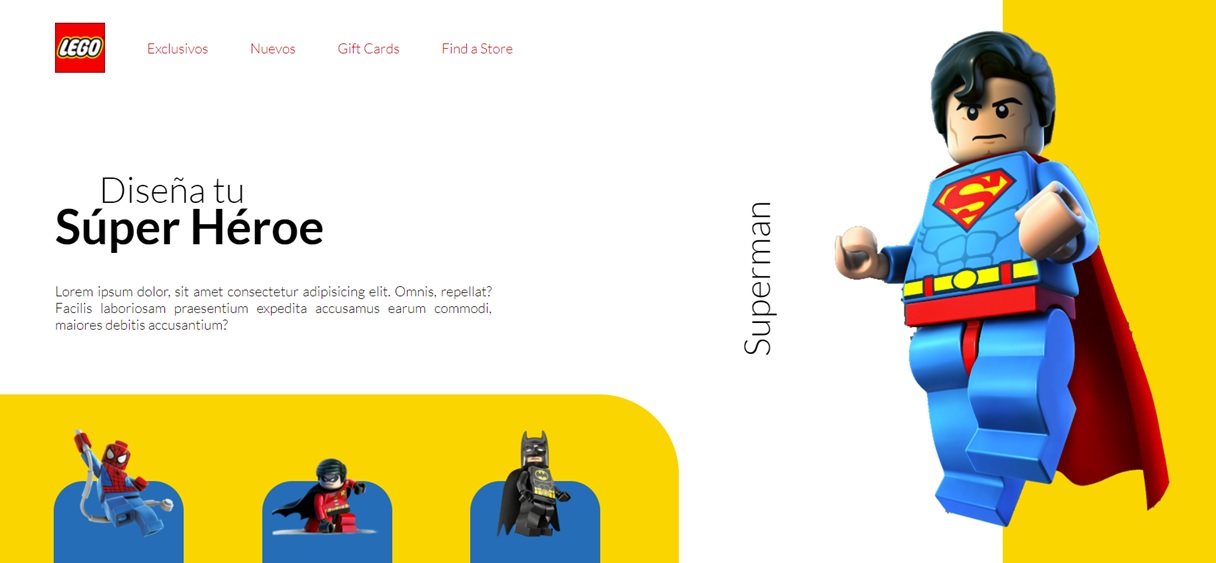 LEGO
Exclusivos
Nuevos
Gift Cards
Find a Store
Diseña tu
Súper Héroe
Lorem ipsum dolor, sit amet consectetur adipisicing elit. Omnis, repellat?
Facilis laboriosam praesentium expedita accusamus earum commodi,
maiores debitis accusantium?
Superman
S